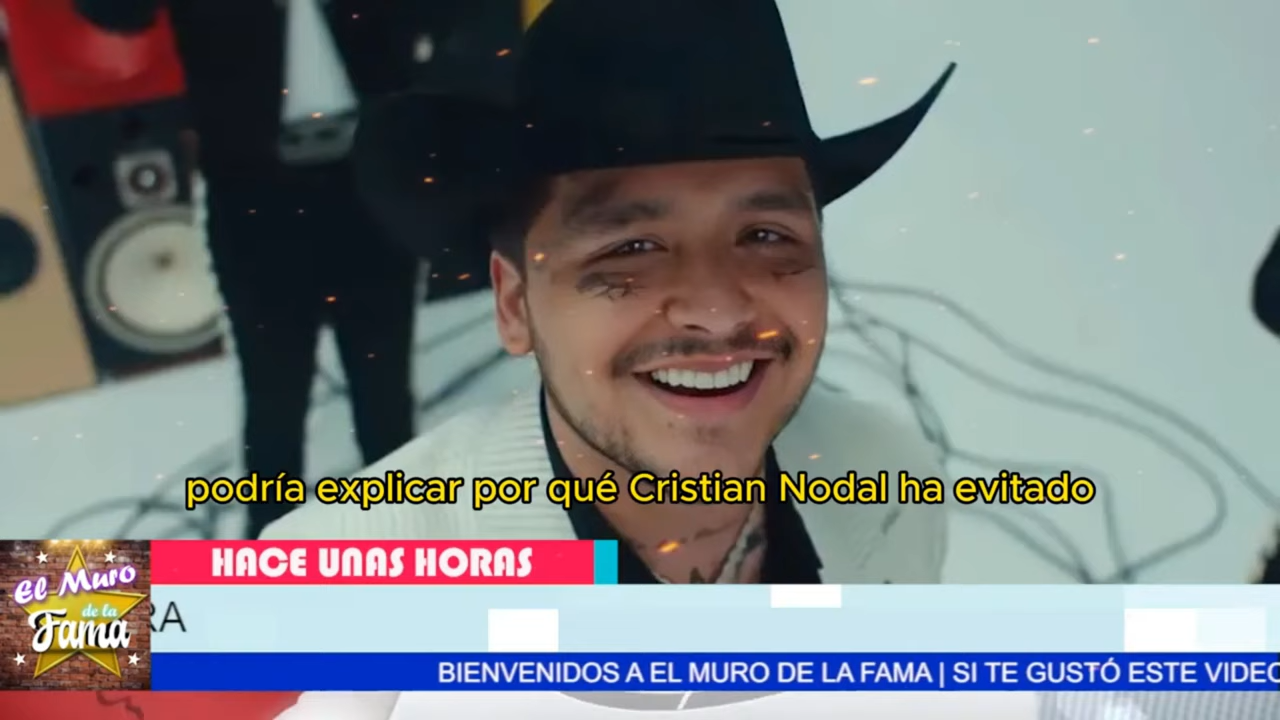 podría explicar por qué Cristian Nodal ha evitado
HACE UNAS HORAS
El Muro
de la
Fama
RA
BIENVENIDOS A EL MURO DE LA FAMA | SI TE GUSTÓ ESTE VIDEO